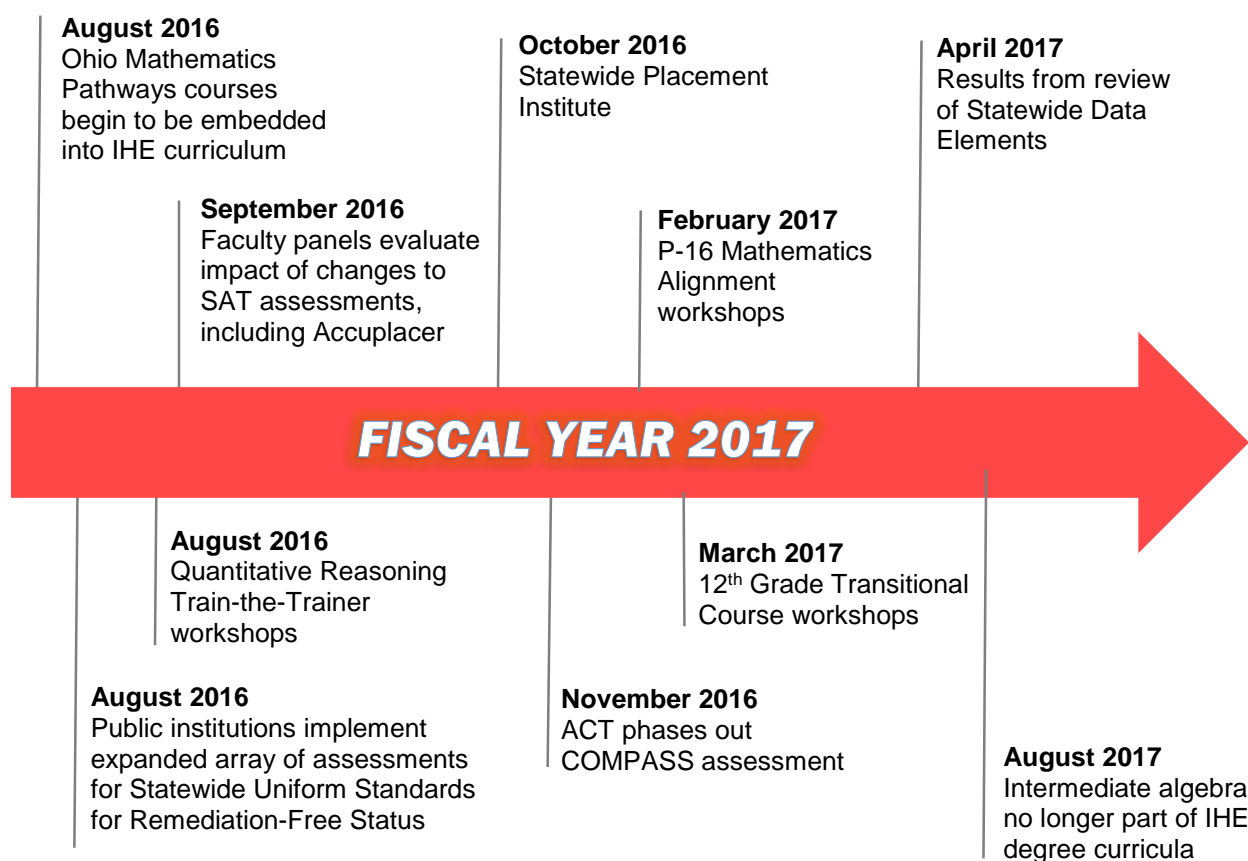 August 2016
Ohio Mathematics
Pathways courses
begin to be embedded
into IHE curriculum
October 2016
Statewide Placement
Institute
April 2017
Results from review
of Statewide Data
Elements
September 2016
Faculty panels evaluate
impact of changes to
SAT assessments,
including Accuplacer
February 2017
P-16 Mathematics
Alignment
workshops
FISCAL YEAR 2017
August 2016
Quantitative Reasoning
Train-the-Trainer
workshops
March 2017
12th Grade Transitional
Course workshops
August 2016
Public institutions implement
expanded array of assessments
for Statewide Uniform Standards
for Remediation-Free Status
November 2016
ACT phases out
COMPASS assessment
August 2017
Intermediate algebra
no longer part of IHE
degree curricula